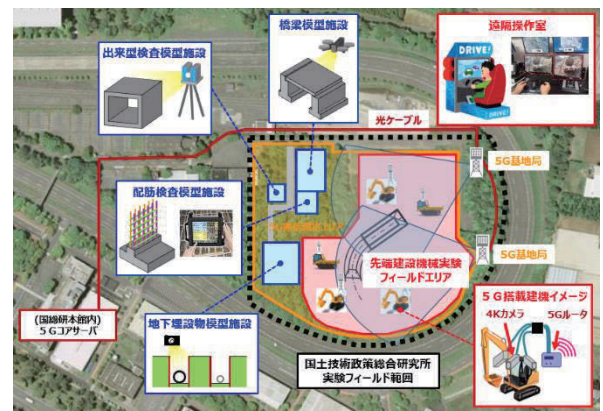 出来型検査模型施設
橋梁模型施設
遠隔操作室
DRIVE!
光ケーブル
5G基地局
配筋検査模型施設
5G基地局
先端建設機械実験
フィールドエリア
(国総研本館内)
5Gコアサーバ
地下埋設物模型施設
国土技術政策総合研究所
実験フィールド範囲
5G搭載建機イメージ
4Kカメラ
5Gルータ